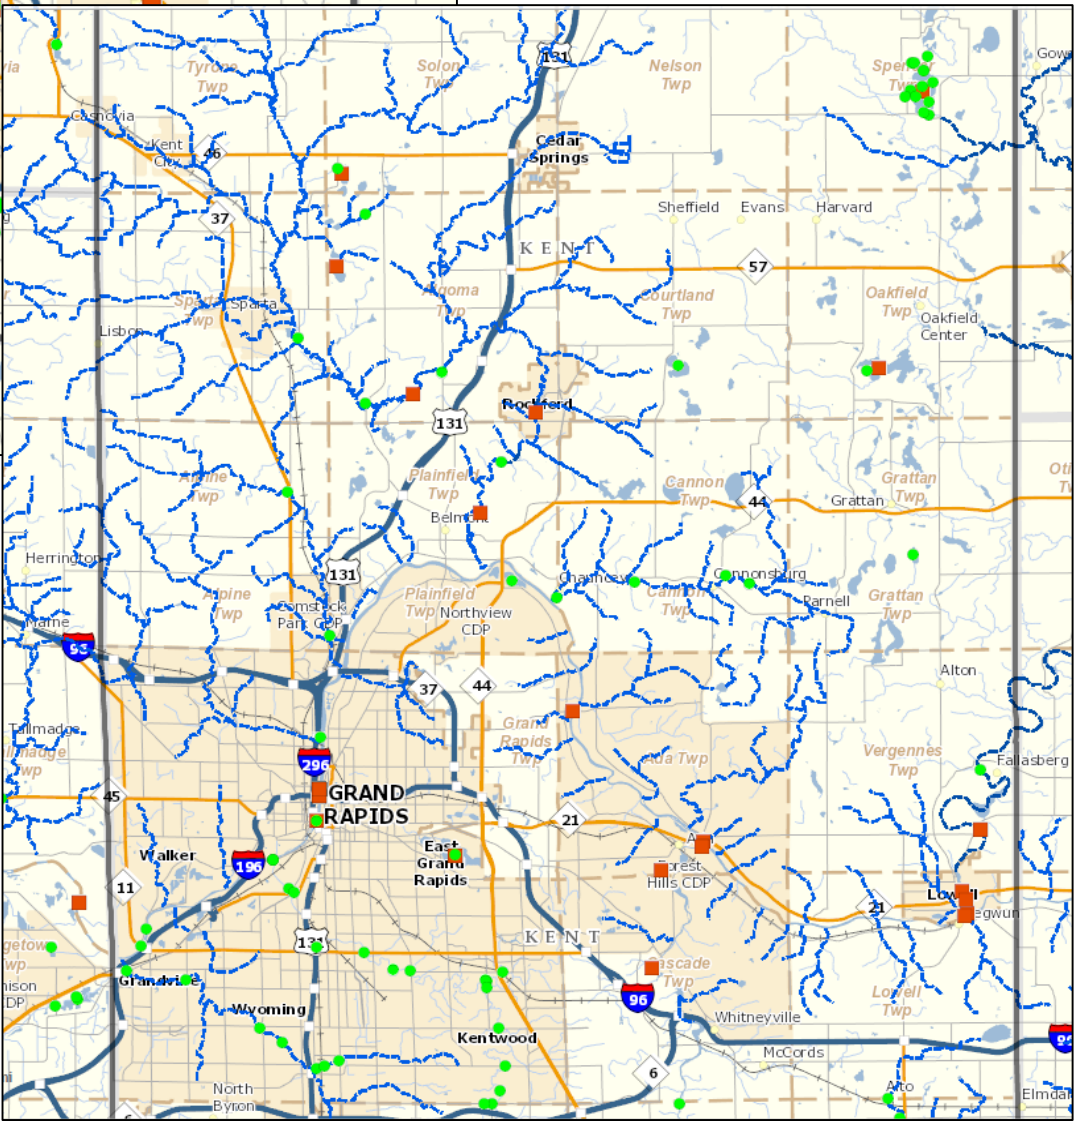 131
Tyrone
Twp
Solon
Twp
Nelson
Twp
Casnovia
Kent
City
46
Cedar
Springs
37
Sheffield
Evans
Harvard
KENT
57
Algoma
Twp
Courtland
Twp
Oakfield
Twp
Oakfield
Center
Sparta
Twp
Sparta
Lisbon
Rockford
131
Alpine
Twp
Plainfield
Twp
Belmont
Cannon
Twp
44
Grattan
Grattan
Twp
Herrington
131
Chauncey
Cannonsburg
Cannon
Twp
Parnell
Grattan
Twp
Alpine
Twp
Comstock
Park CDP
Plainfield
Twp
Northview
CDP
Marne
Alton
37
44
Tallmadge
Grand
Rapids
Twp
Ada Twp
Vergennes
Twp
Fallasberg
296
GRAND
RAPIDS
45
21
Walker
196
East
Grand
Rapids
Forest
Hills CDP
11
21
Lowell
131
KENT
Cascade
Twp
Grandville
Wyoming
96
Lowell
Twp
Whitneyville
Kentwood
McCords
6
North
Byron
Alto